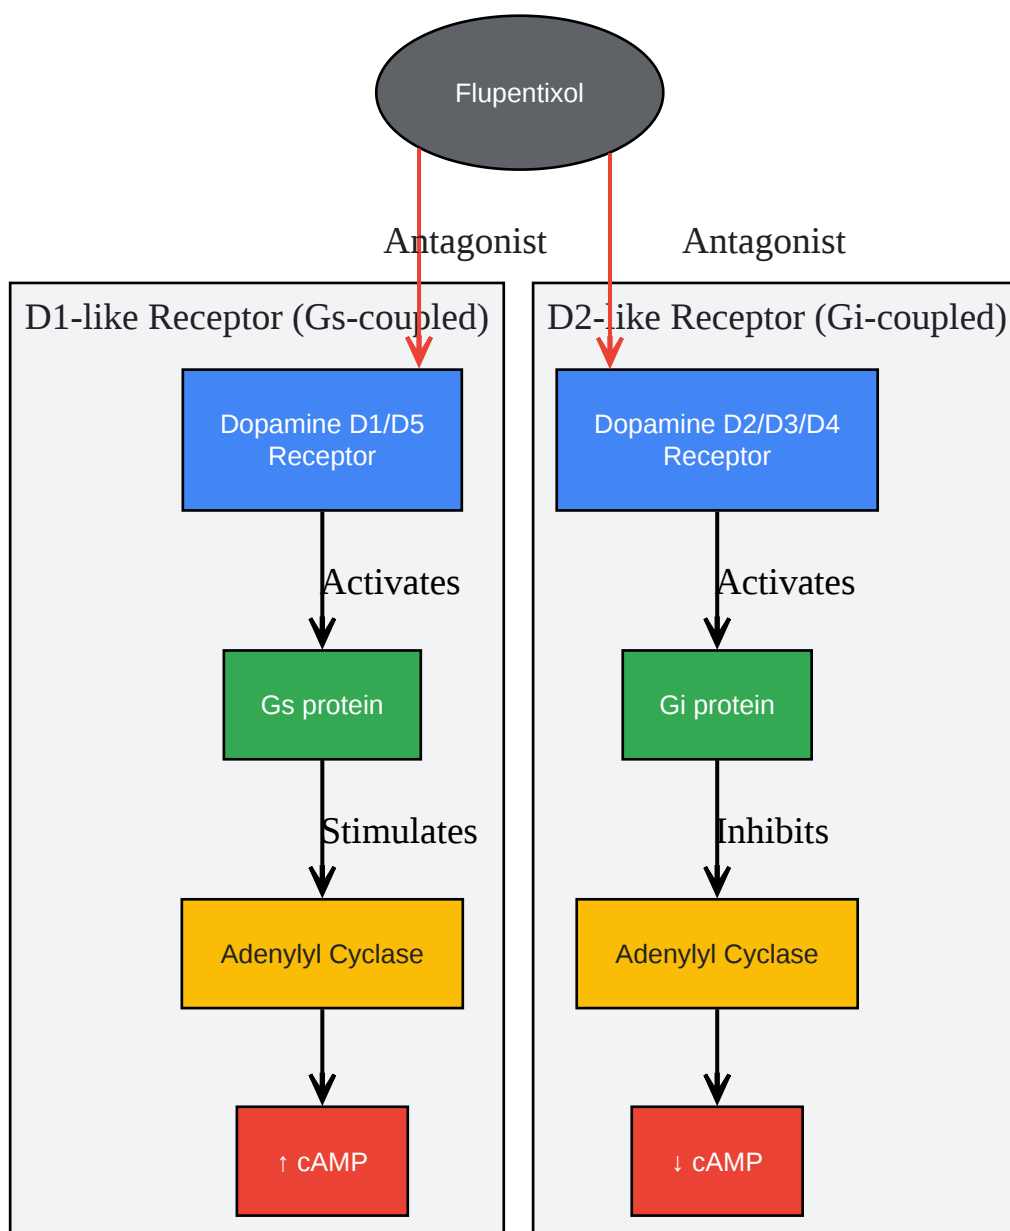 Flupentixol
Antagonist
Antagonist
D1-like Receptor (Gs-coupled)
Dopamine D1/D5
Receptor
Activates
Gs protein
Stimulates
Adenylyl Cyclase
↑ cAMP
D2-like Receptor (Gi-coupled)
Dopamine D2/D3/D4
Receptor
Activates
Gi protein
Inhibits
Adenylyl Cyclase
↓ cAMP